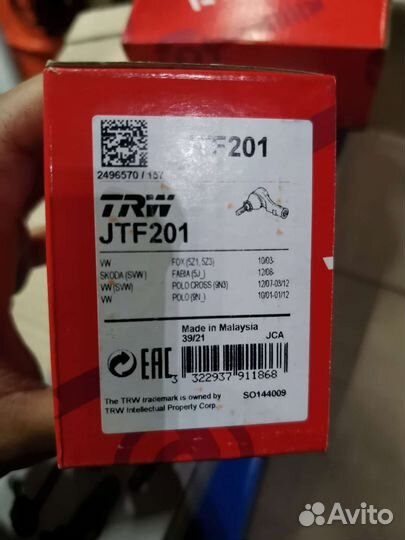 JTF201
2496570 / 157
TRW
JTF201
VW FOX (5Z1, 5Z3) 10/03-
SKODA (SVW) FABIA (5J_) 12/08-
VW (SVW) POLO CROSS (9N3) 12/07-03/12
VW POLO (9N_) 10/01-01/12
Made in Malaysia
39/21 JCA
EAC
3 322937 911868
The TRW trademark is owned by
TRW Intellectual Property Corp.
SO144009
Avito